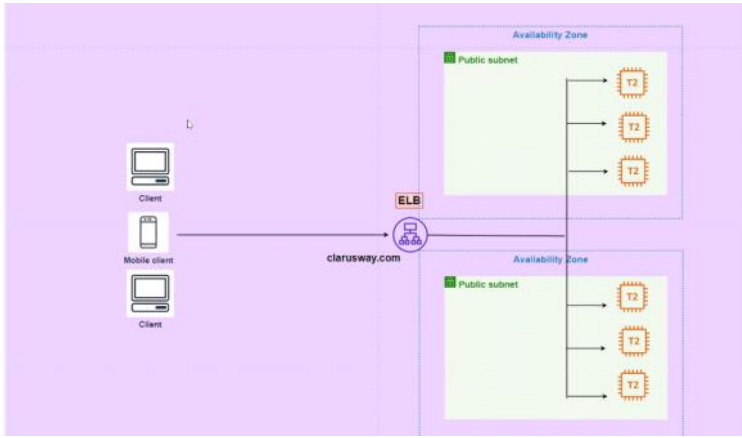 Availability Zone
Public subnet
T2
T2
T2
Client
Mobile client
Client
ELB
clarusway.com
Availability Zone
Public subnet
T2
T2
T2